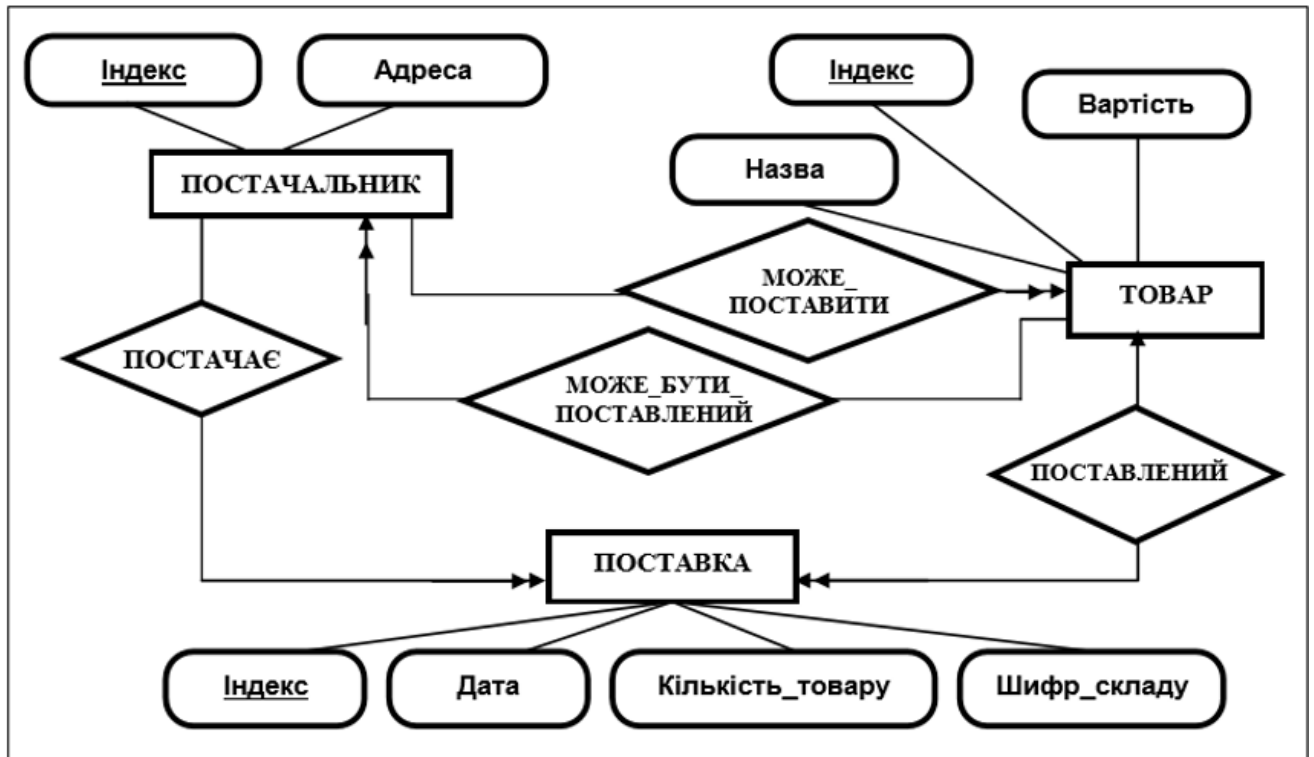 Індекс
Адреса
Індекс
Вартість
Назва
ПОСТАЧАЛЬНИК
МОЖЕ_
ПОСТАВИТИ
ТОВАР
ПОСТАЧАЄ
МОЖЕ_БУТИ_
ПОСТАВЛЕНИЙ
ПОСТАВЛЕНИЙ
ПОСТАВКА
Індекс
Дата
Кількість_товару
Шифр_складу